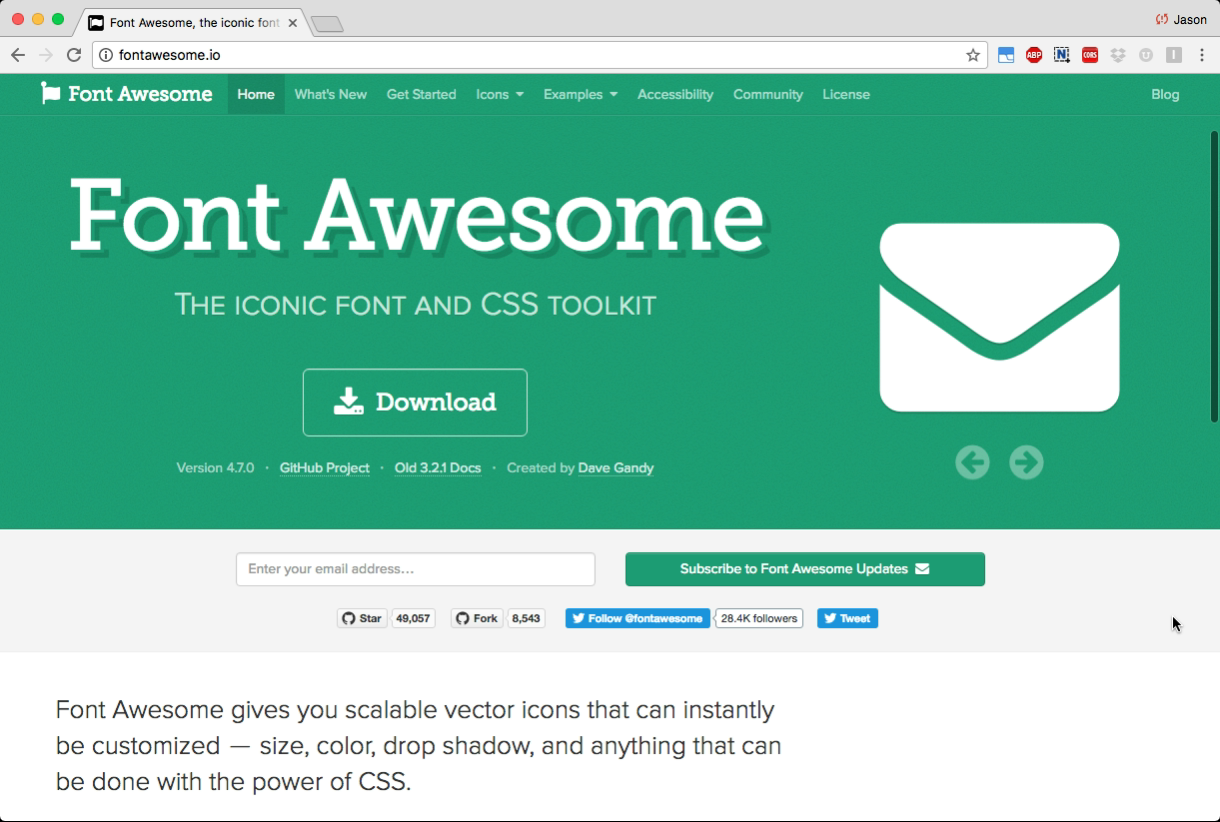 Font Awesome, the iconic font
Jason
fontawesome.io
ABP
N
CORS
Font Awesome Home What's New Get Started Icons Examples Accessibility Community License Blog
Font Awesome
The iconic font and CSS toolkit
Download
Version 4.7.0 · GitHub Project · Old 3.2.1 Docs · Created by Dave Gandy
Enter your email address... Subscribe to Font Awesome Updates
Star 49,057 Fork 8,543 Follow @fontawesome 28.4K followers Tweet
Font Awesome gives you scalable vector icons that can instantly
be customized — size, color, drop shadow, and anything that can
be done with the power of CSS.